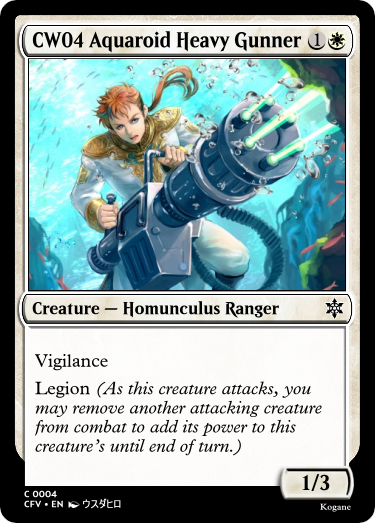 CW04 Aquaroid Heavy Gunner 1
Creature — Homunculus Ranger
Vigilance
Legion (As this creature attacks, you
may remove another attacking creature
from combat to add its power to this
creature's until end of turn.)
1/3
C 0004
CFV • EN ウスダヒロ
Kogane